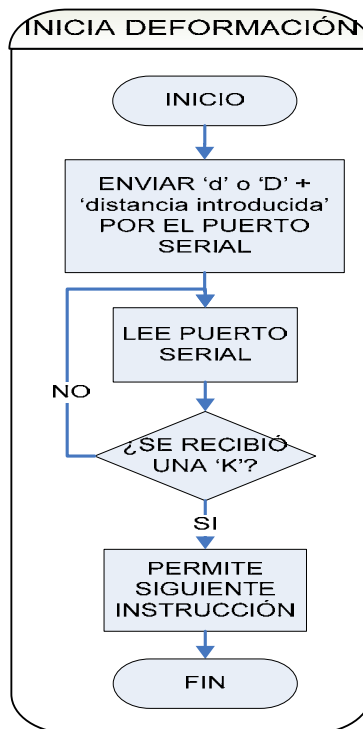 INICIA DEFORMACIÓN
INICIO
ENVIAR ‘d’ o ‘D’ +
‘distancia introducida’
POR EL PUERTO
SERIAL
LEE PUERTO
SERIAL
NO
¿SE RECIBIÓ
UNA ‘K’?
SI
PERMITE
SIGUIENTE
INSTRUCCIÓN
FIN